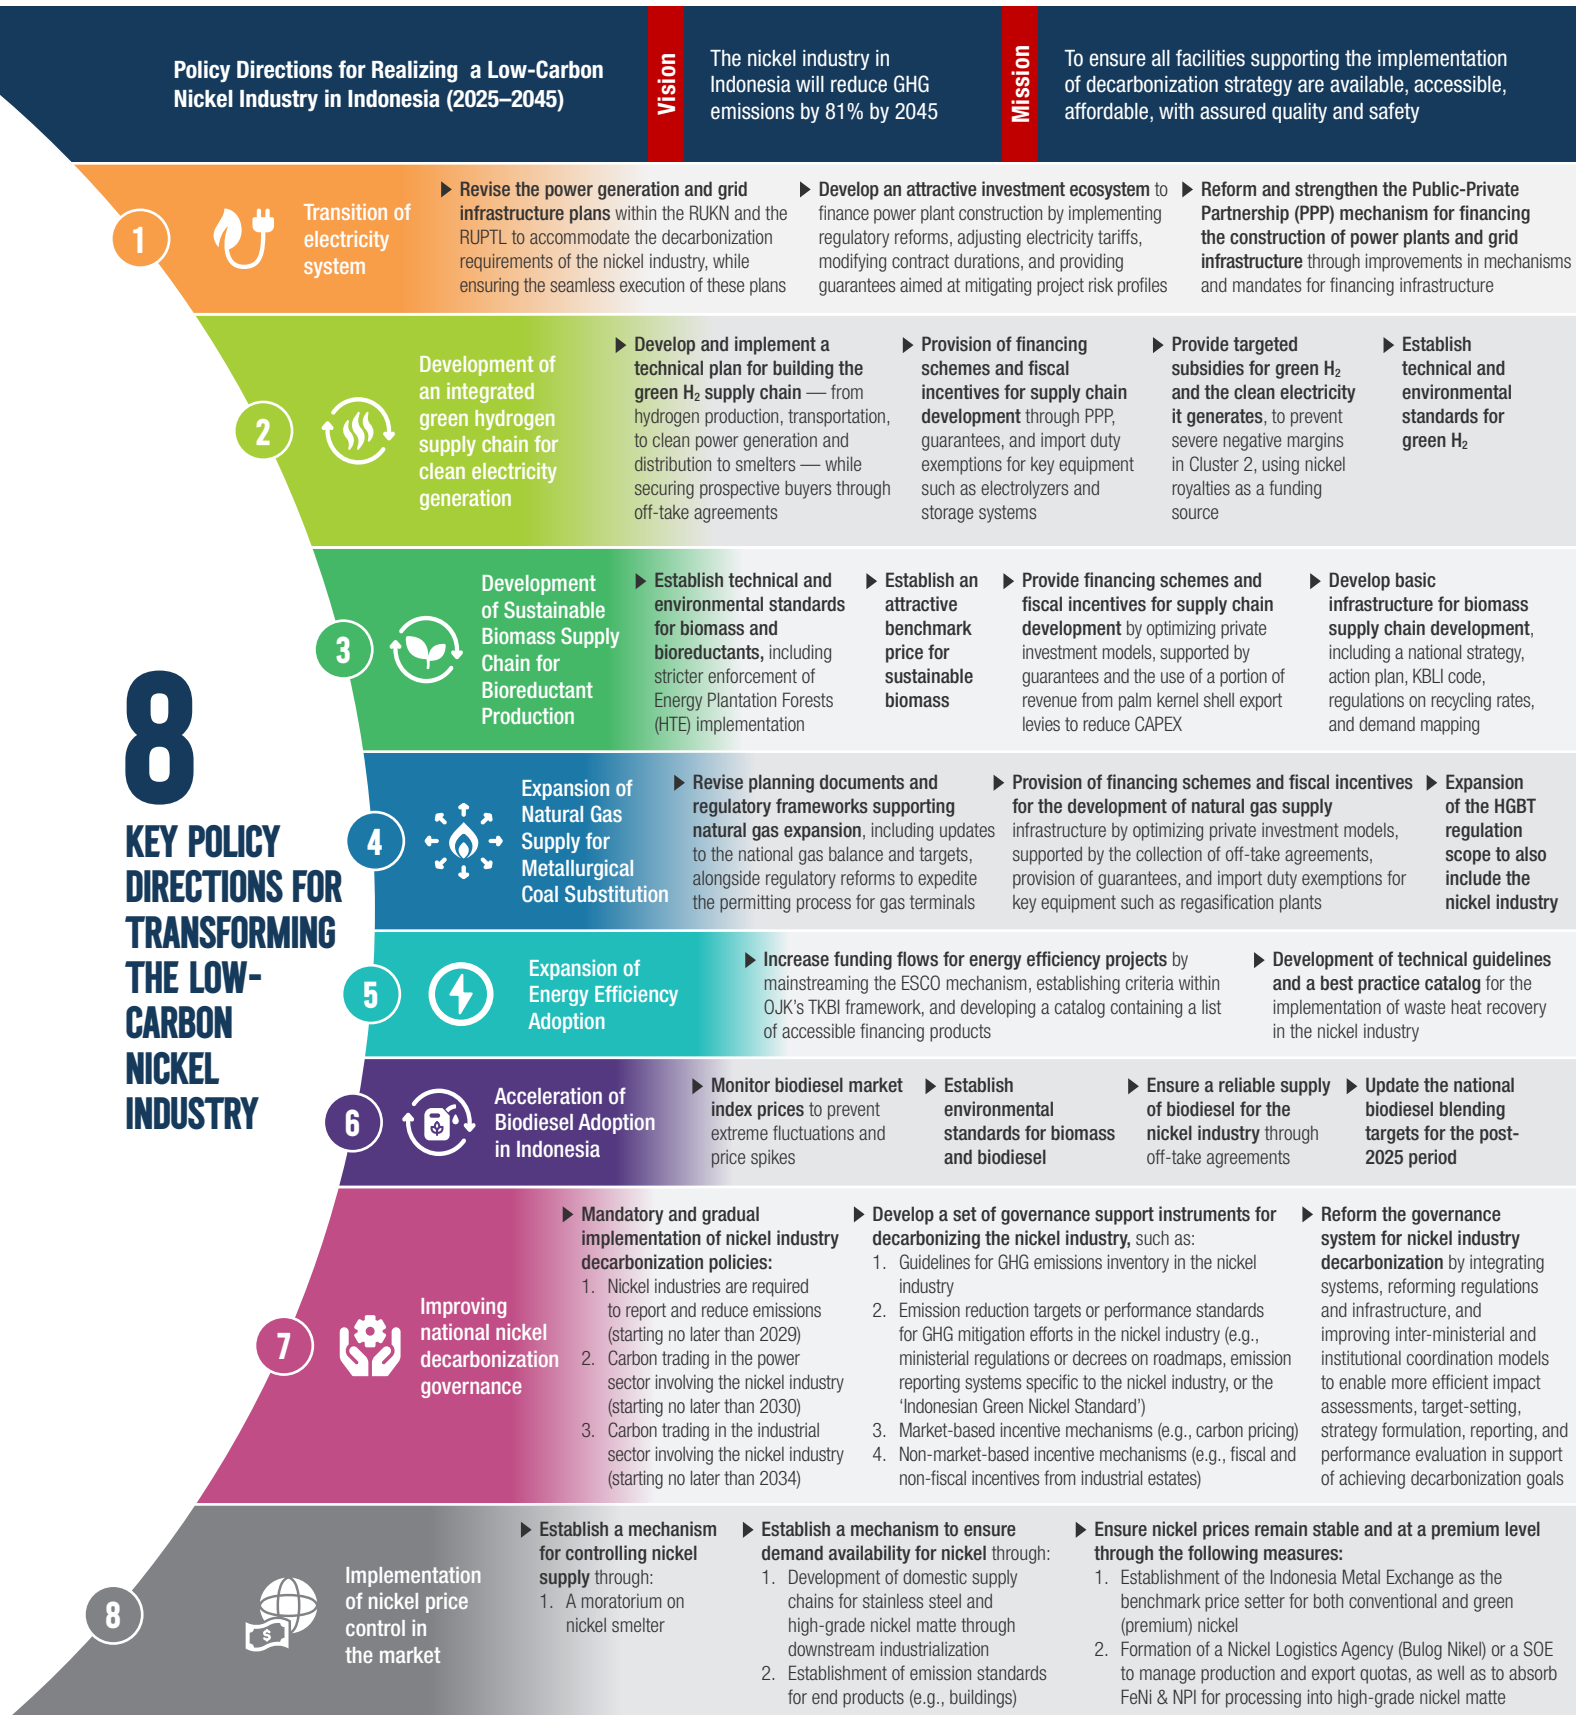 Policy Directions for Realizing a Low-Carbon
Nickel Industry in Indonesia (2025–2045)
Vision
The nickel industry in
Indonesia will reduce GHG
emissions by 81% by 2045
Mission
To ensure all facilities supporting the implementation
of decarbonization strategy are available, accessible,
affordable, with assured quality and safety
8
KEY POLICY
DIRECTIONS FOR
TRANSFORMING
THE LOW-
CARBON
NICKEL
INDUSTRY
1
Transition of
electricity
system
Revise the power generation and grid
infrastructure plans within the RUKN and the
RUPTL to accommodate the decarbonization
requirements of the nickel industry, while
ensuring the seamless execution of these plans
Develop an attractive investment ecosystem to
finance power plant construction by implementing
regulatory reforms, adjusting electricity tariffs,
modifying contract durations, and providing
guarantees aimed at mitigating project risk profiles
Reform and strengthen the Public-Private
Partnership (PPP) mechanism for financing
the construction of power plants and grid
infrastructure through improvements in mechanisms
and mandates for financing infrastructure
2
Development of
an integrated
green hydrogen
supply chain for
clean electricity
generation
Develop and implement a
technical plan for building the
green H₂ supply chain — from
hydrogen production, transportation,
to clean power generation and
distribution to smelters — while
securing prospective buyers through
off-take agreements
Provision of financing
schemes and fiscal
incentives for supply chain
development through PPP,
guarantees, and import duty
exemptions for key equipment
such as electrolyzers and
storage systems
Provide targeted
subsidies for green H₂
and the clean electricity
it generates, to prevent
severe negative margins
in Cluster 2, using nickel
royalties as a funding
source
Establish
technical and
environmental
standards for
green H₂
3
Development
of Sustainable
Biomass Supply
Chain for
Bioreductant
Production
Establish technical and
environmental standards
for biomass and
bioreductants, including
stricter enforcement of
Energy Plantation Forests
(HTE) implementation
Establish an
attractive
benchmark
price for
sustainable
biomass
Provide financing schemes and
fiscal incentives for supply chain
development by optimizing private
investment models, supported by
guarantees and the use of a portion of
revenue from palm kernel shell export
levies to reduce CAPEX
Develop basic
infrastructure for biomass
supply chain development,
including a national strategy,
action plan, KBLI code,
regulations on recycling rates,
and demand mapping
4
Expansion of
Natural Gas
Supply for
Metallurgical
Coal Substitution
Revise planning documents and
regulatory frameworks supporting
natural gas expansion, including updates
to the national gas balance and targets,
alongside regulatory reforms to expedite
the permitting process for gas terminals
Provision of financing schemes and fiscal incentives
for the development of natural gas supply
infrastructure by optimizing private investment models,
supported by the collection of off-take agreements,
provision of guarantees, and import duty exemptions for
key equipment such as regasification plants
Expansion
of the HGBT
regulation
scope to also
include the
nickel industry
5
Expansion of
Energy Efficiency
Adoption
Increase funding flows for energy efficiency projects by
mainstreaming the ESCO mechanism, establishing criteria within
OJK's TKBI framework, and developing a catalog containing a list
of accessible financing products
Development of technical guidelines
and a best practice catalog for the
implementation of waste heat recovery
in the nickel industry
6
Acceleration of
Biodiesel Adoption
in Indonesia
Monitor biodiesel market
index prices to prevent
extreme fluctuations and
price spikes
Establish
environmental
standards for biomass
and biodiesel
Ensure a reliable supply
of biodiesel for the
nickel industry through
off-take agreements
Update the national
biodiesel blending
targets for the post-
2025 period
7
Improving
national nickel
decarbonization
governance
Mandatory and gradual
implementation of nickel industry
decarbonization policies:
1. Nickel industries are required
to report and reduce emissions
(starting no later than 2029)
2. Carbon trading in the power
sector involving the nickel industry
(starting no later than 2030)
3. Carbon trading in the industrial
sector involving the nickel industry
(starting no later than 2034)
Develop a set of governance support instruments for
decarbonizing the nickel industry, such as:
1. Guidelines for GHG emissions inventory in the nickel
industry
2. Emission reduction targets or performance standards
for GHG mitigation efforts in the nickel industry (e.g.,
ministerial regulations or decrees on roadmaps, emission
reporting systems specific to the nickel industry, or the
‘Indonesian Green Nickel Standard’)
3. Market-based incentive mechanisms (e.g., carbon pricing)
4. Non-market-based incentive mechanisms (e.g., fiscal and
non-fiscal incentives from industrial estates)
Reform the governance
system for nickel industry
decarbonization by integrating
systems, reforming regulations
and infrastructure, and
improving inter-ministerial and
institutional coordination models
to enable more efficient impact
assessments, target-setting,
strategy formulation, reporting, and
performance evaluation in support
of achieving decarbonization goals
8
Implementation
of nickel price
control in
the market
$
Establish a mechanism
for controlling nickel
supply through:
1. A moratorium on
nickel smelter
Establish a mechanism to ensure
demand availability for nickel through:
1. Development of domestic supply
chains for stainless steel and
high-grade nickel matte through
downstream industrialization
2. Establishment of emission standards
for end products (e.g., buildings)
Ensure nickel prices remain stable and at a premium level
through the following measures:
1. Establishment of the Indonesia Metal Exchange as the
benchmark price setter for both conventional and green
(premium) nickel
2. Formation of a Nickel Logistics Agency (Bulog Nikel) or a SOE
to manage production and export quotas, as well as to absorb
FeNi & NPI for processing into high-grade nickel matte